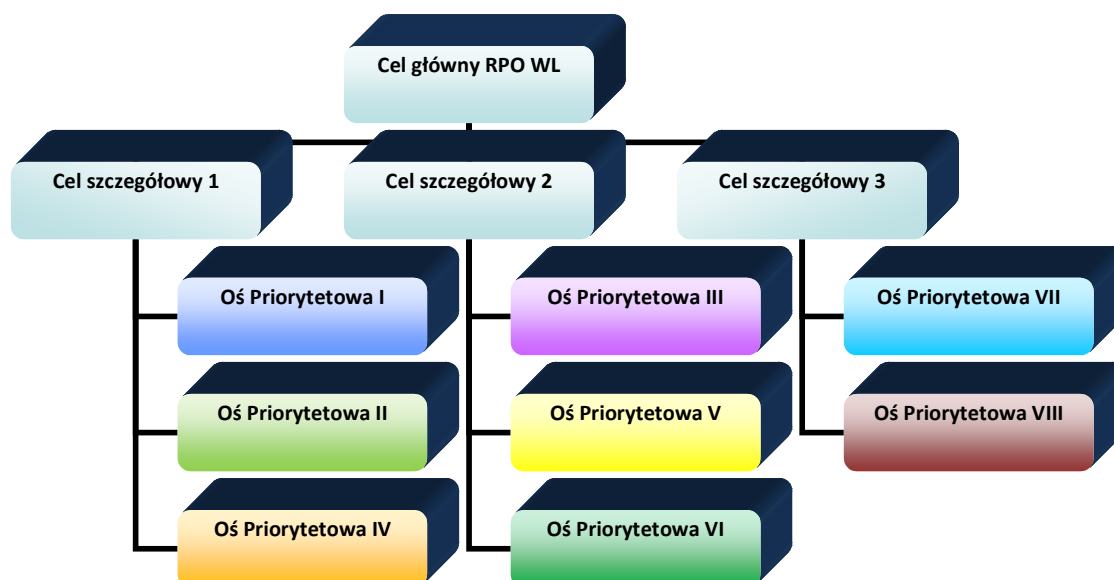 Cel główny RPO WL
Cel szczegółowy 1
Cel szczegółowy 2
Cel szczegółowy 3
Oś Priorytetowa I
Oś Priorytetowa III
Oś Priorytetowa VII
Oś Priorytetowa II
Oś Priorytetowa V
Oś Priorytetowa VIII
Oś Priorytetowa IV
Oś Priorytetowa VI